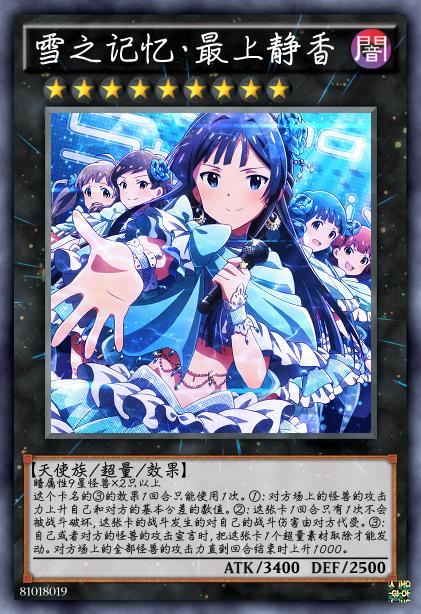 雪之记忆·最上静香
闇
【天使族/超量/效果】
暗属性9星怪兽×2只以上
这个卡名的③的效果1回合只能使用1次。①:对方场上的怪兽的攻击
力上升自己和对方的基本分差的数值。②:这张卡1回合只有1次不会
被战斗破坏,这张卡的战斗发生的对自己的战斗伤害由对方代受。③:
自己或者对方的怪兽的攻击宣言时,把这张卡1个超量素材取除才能发
动。对方场上的全部怪兽的攻击力直到回合结束时上升1000。
ATK/3400 DEF/2500
81018019